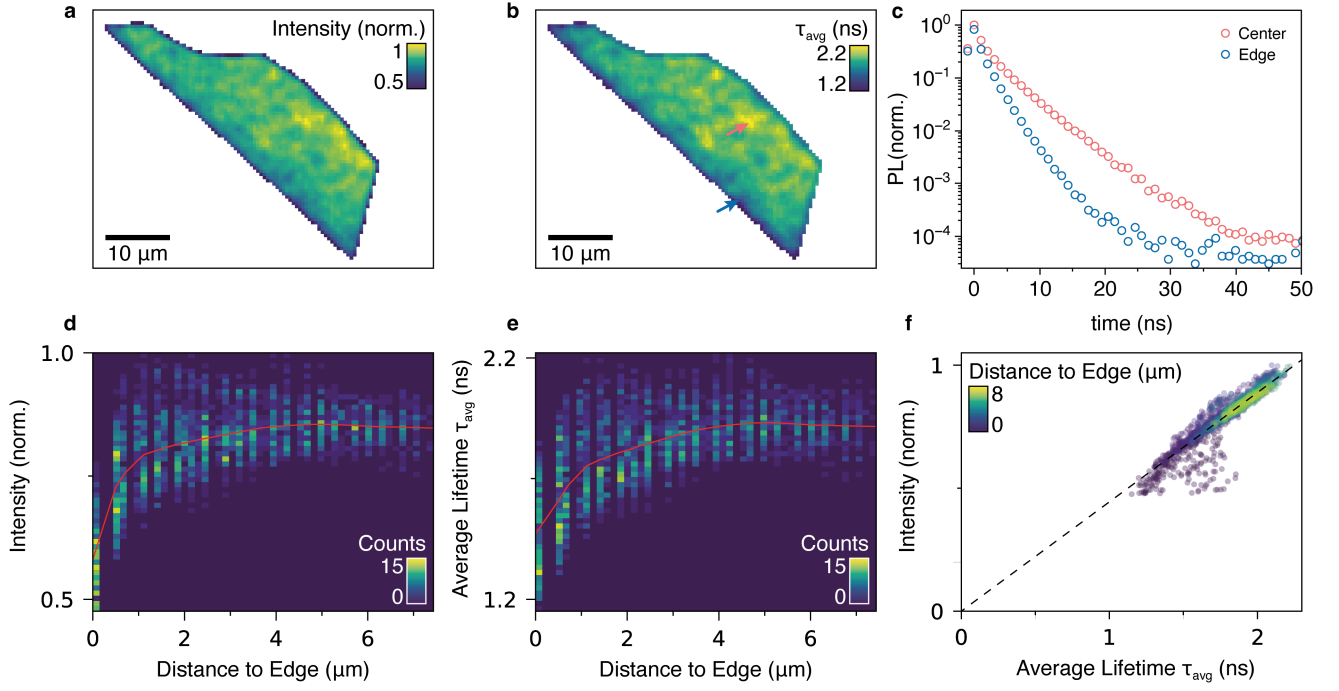 a
Intensity (norm.)
1
0.5
10 µm
b
τavg (ns)
2.2
1.2
10 µm
c
10⁰
10⁻¹
10⁻²
10⁻³
10⁻⁴
PL(norm.)
Center
Edge
0
10
20
30
40
50
time (ns)
d
1.0
0.5
Intensity (norm.)
Counts
15
0
0
2
4
6
Distance to Edge (µm)
e
2.2
1.2
Average Lifetime τavg (ns)
Counts
15
0
0
2
4
6
Distance to Edge (µm)
f
1
0
Intensity (norm.)
Distance to Edge (µm)
8
0
0
1
2
Average Lifetime τavg (ns)